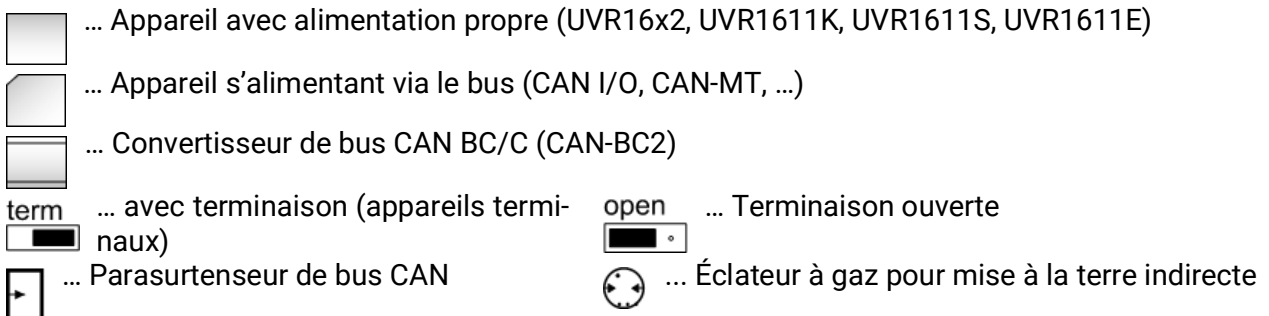 … Appareil avec alimentation propre (UVR16x2, UVR1611K, UVR1611S, UVR1611E)
… Appareil s’alimentant via le bus (CAN I/O, CAN-MT, …)
… Convertisseur de bus CAN BC/C (CAN-BC2)
term … avec terminaison (appareils termi-
naux)
open … Terminaison ouverte
… Parasurtenseur de bus CAN
... Éclateur à gaz pour mise à la terre indirecte